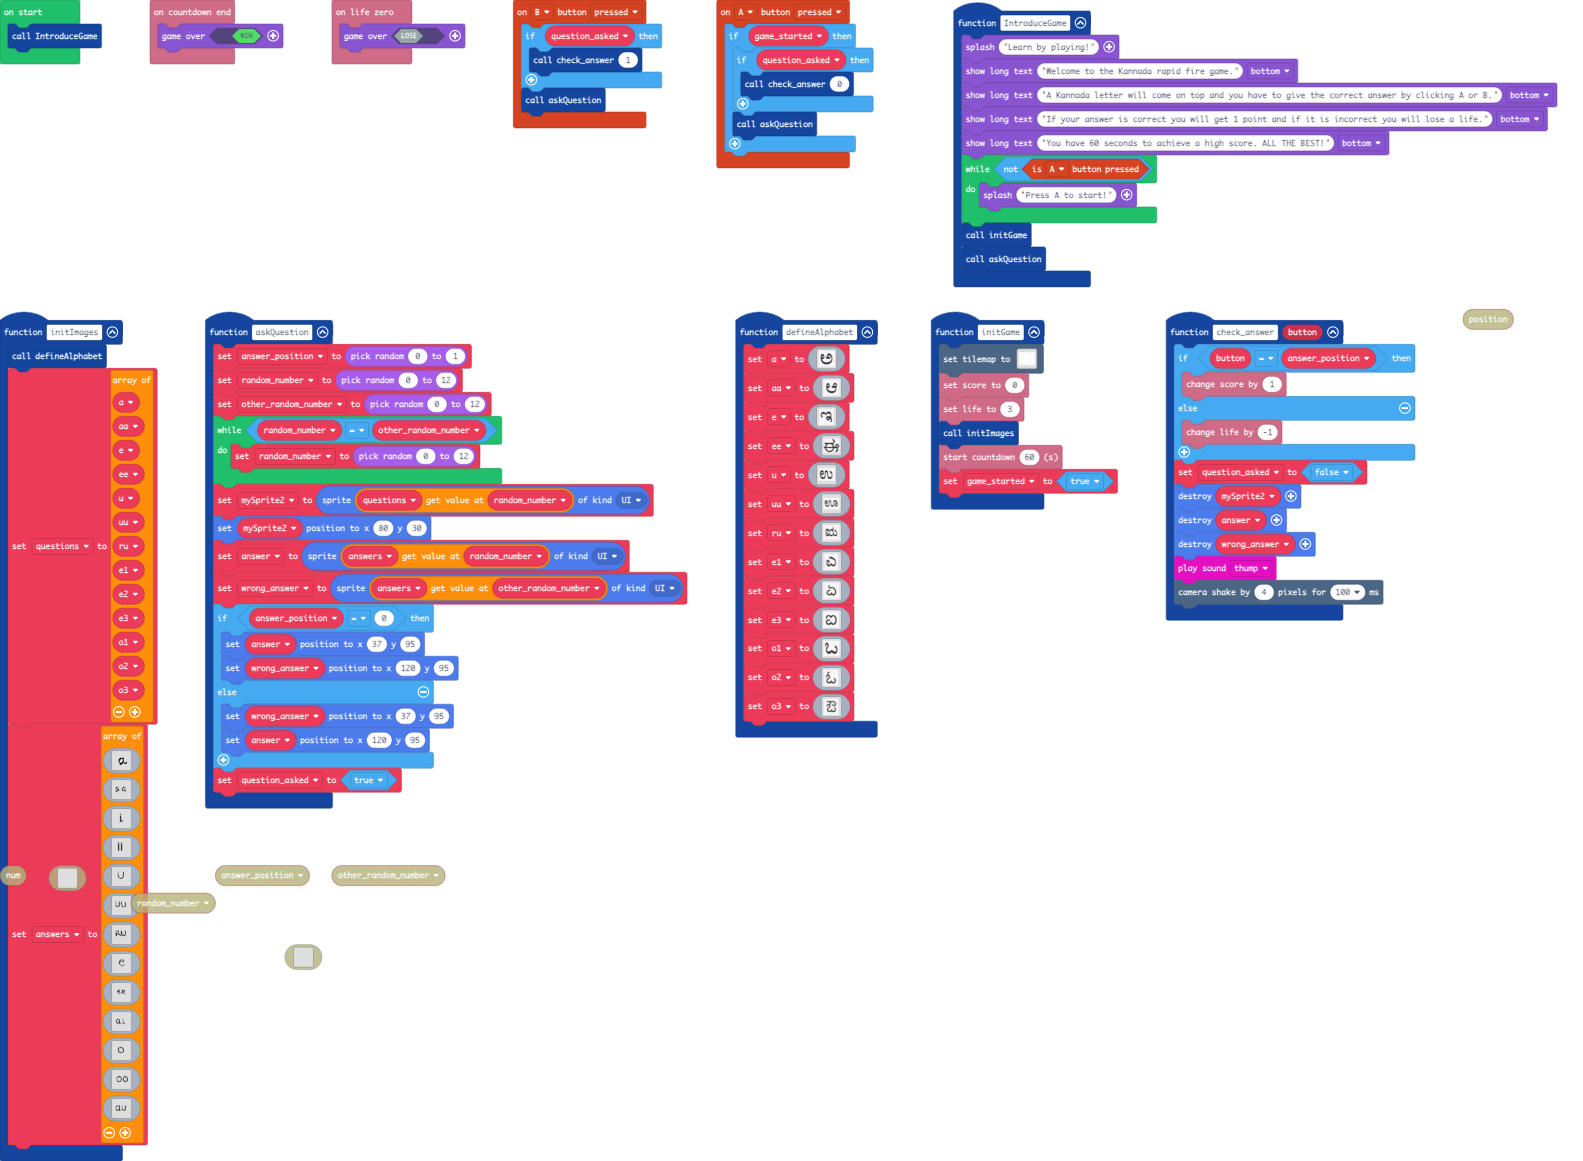 on start
call IntroduceGame
on countdown end
game over WIN
on life zero
game over LOSE
on B button pressed
if question_asked then
call check_answer 1
call askQuestion
on A button pressed
if game_started then
if question_asked then
call check_answer 0
call askQuestion
function IntroduceGame
splash "Learn by playing!"
show long text "Welcome to the Kannada rapid fire game." bottom
show long text "A Kannada letter will come on top and you have to give the correct answer by clicking A or B." bottom
show long text "If your answer is correct you will get 1 point and if it is incorrect you will lose a life." bottom
show long text "You have 60 seconds to achieve a high score. ALL THE BEST!" bottom
while not is A button pressed
do
splash "Press A to start!"
call initGame
call askQuestion
function initImages
call defineAlphabet
set questions to
array of
a
aa
e
ee
u
uu
ru
e1
e2
e3
o1
o2
o3
set answers to
array of
a
aa
i
ii
U
UU
RU
e
ee
ai
o
oo
au
function askQuestion
set answer_position to pick random 0 to 1
set random_number to pick random 0 to 12
set other_random_number to pick random 0 to 12
while random_number = other_random_number
do
set random_number to pick random 0 to 12
set mySprite2 to sprite questions get value at random_number of kind UI
set mySprite2 position to x 80 y 30
set answer to sprite answers get value at random_number of kind UI
set wrong_answer to sprite answers get value at other_random_number of kind UI
if answer_position = 0 then
set answer position to x 37 y 95
set wrong_answer position to x 120 y 95
else
set wrong_answer position to x 37 y 95
set answer position to x 120 y 95
set question_asked to true
function defineAlphabet
set a to ಅ
set aa to ಆ
set e to ಇ
set ee to ಈ
set u to ಉ
set uu to ಊ
set ru to ಋ
set e1 to ಎ
set e2 to ಏ
set e3 to ಐ
set o1 to ಒ
set o2 to ಓ
set o3 to ಔ
function initGame
set tilemap to
set score to 0
set life to 3
call initImages
start countdown 60 (s)
set game_started to true
function check_answer button
if button = answer_position then
change score by 1
else
change life by -1
set question_asked to false
destroy mySprite2
destroy answer
destroy wrong_answer
play sound thump
camera shake by 4 pixels for 100 ms
position
num
answer_position
other_random_number
random_number